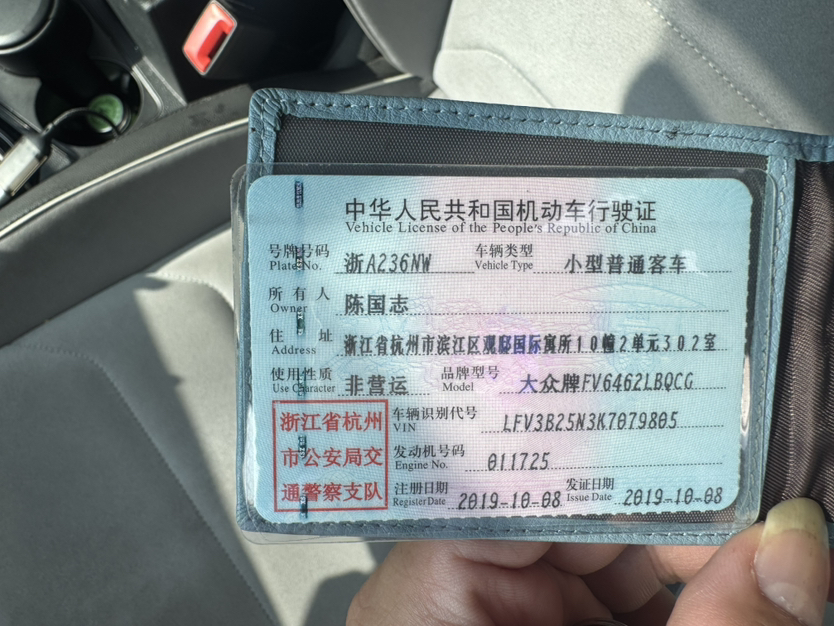 中华人民共和国机动车行驶证
Vehicle License of the People's Republic of China
号牌号码 浙A236NW 车辆类型 小型普通客车
Plate No. Vehicle Type
所有人 陈国志
Owner
住址 浙江省杭州市滨江区观邸国际寓所10幢2单元302室
Address
使用性质 非营运 品牌型号 大众牌FV6462LBQCG
Use Character Model
浙江省杭州 车辆识别代号 LFV3B25N3K7079805
VIN
市公安局交 发动机号码 011725
Engine No.
通警察支队 注册日期 2019-10-08 发证日期 2019-10-08
Register Date Issue Date